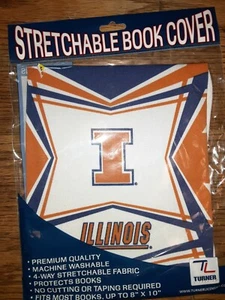 STRETCHABLE BOOK COVER
I
ILLINOIS
• PREMIUM QUALITY
• MACHINE WASHABLE
• 4-WAY STRETCHABLE FABRIC
• PROTECTS BOOKS
• NO CUTTING OR TAPING REQUIRED
• FITS MOST BOOKS, UP TO 8" X 10"
TURNER